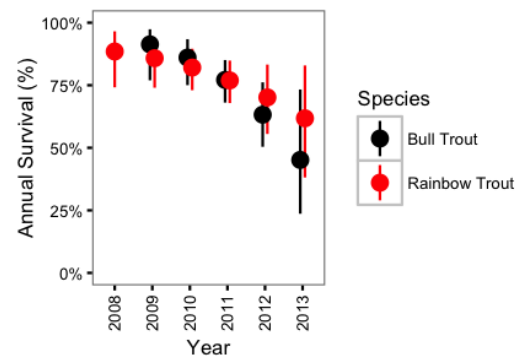 100%
75%
50%
25%
0%
Annual Survival (%)
2008
2009
2010
2011
2012
2013
Year
Species
Bull Trout
Rainbow Trout